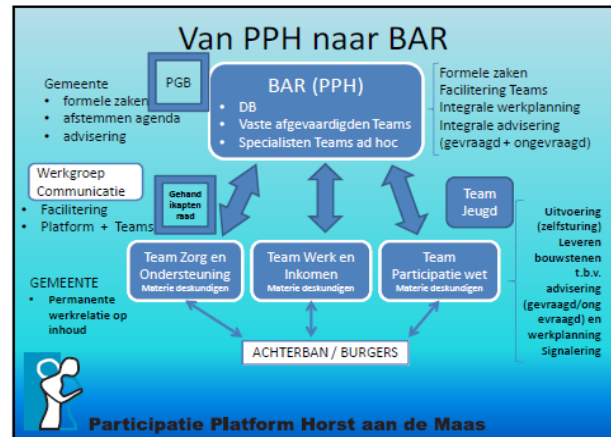 Van PPH naar BAR
Gemeente
• formele zaken
• afstemmen agenda
• advisering
PGB
BAR (PPH)
• DB
• Vaste afgevaardigden Teams
• Specialisten Teams ad hoc
Formele zaken
Facilitering Teams
Integrale werkplanning
Integrale advisering
(gevraagd + ongevraagd)
Werkgroep
Communicatie
• Facilitering
• Platform + Teams
Gehand
ikapten
raad
Team
Jeugd
Team Zorg en
Ondersteuning
Materie deskundigen
Team Werk en
Inkomen
Materie deskundigen
Team
Participatie wet
Materie deskundigen
Uitvoering
(zelfsturing)
Leveren
bouwstenen
t.b.v.
advisering
(gevraagd/ong
evraagd) en
werkplanning
Signalering
GEMEENTE
• Permanente
werkrelatie op
inhoud
ACHTERBAN / BURGERS
Participatie Platform Horst aan de Maas